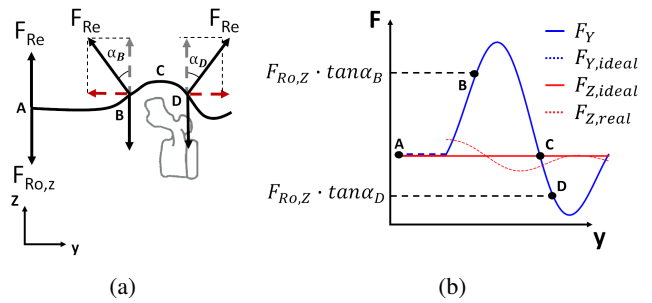 F_Re F_Re F_Re
α_B α_D
C
A
B D
F_Ro,z
z
y
(a)
F
F_Y
F_Y,ideal
F_Z,ideal
F_Z,real
F_Ro,Z · tanα_B
B
A
C
F_Ro,Z · tanα_D
D
y
(b)